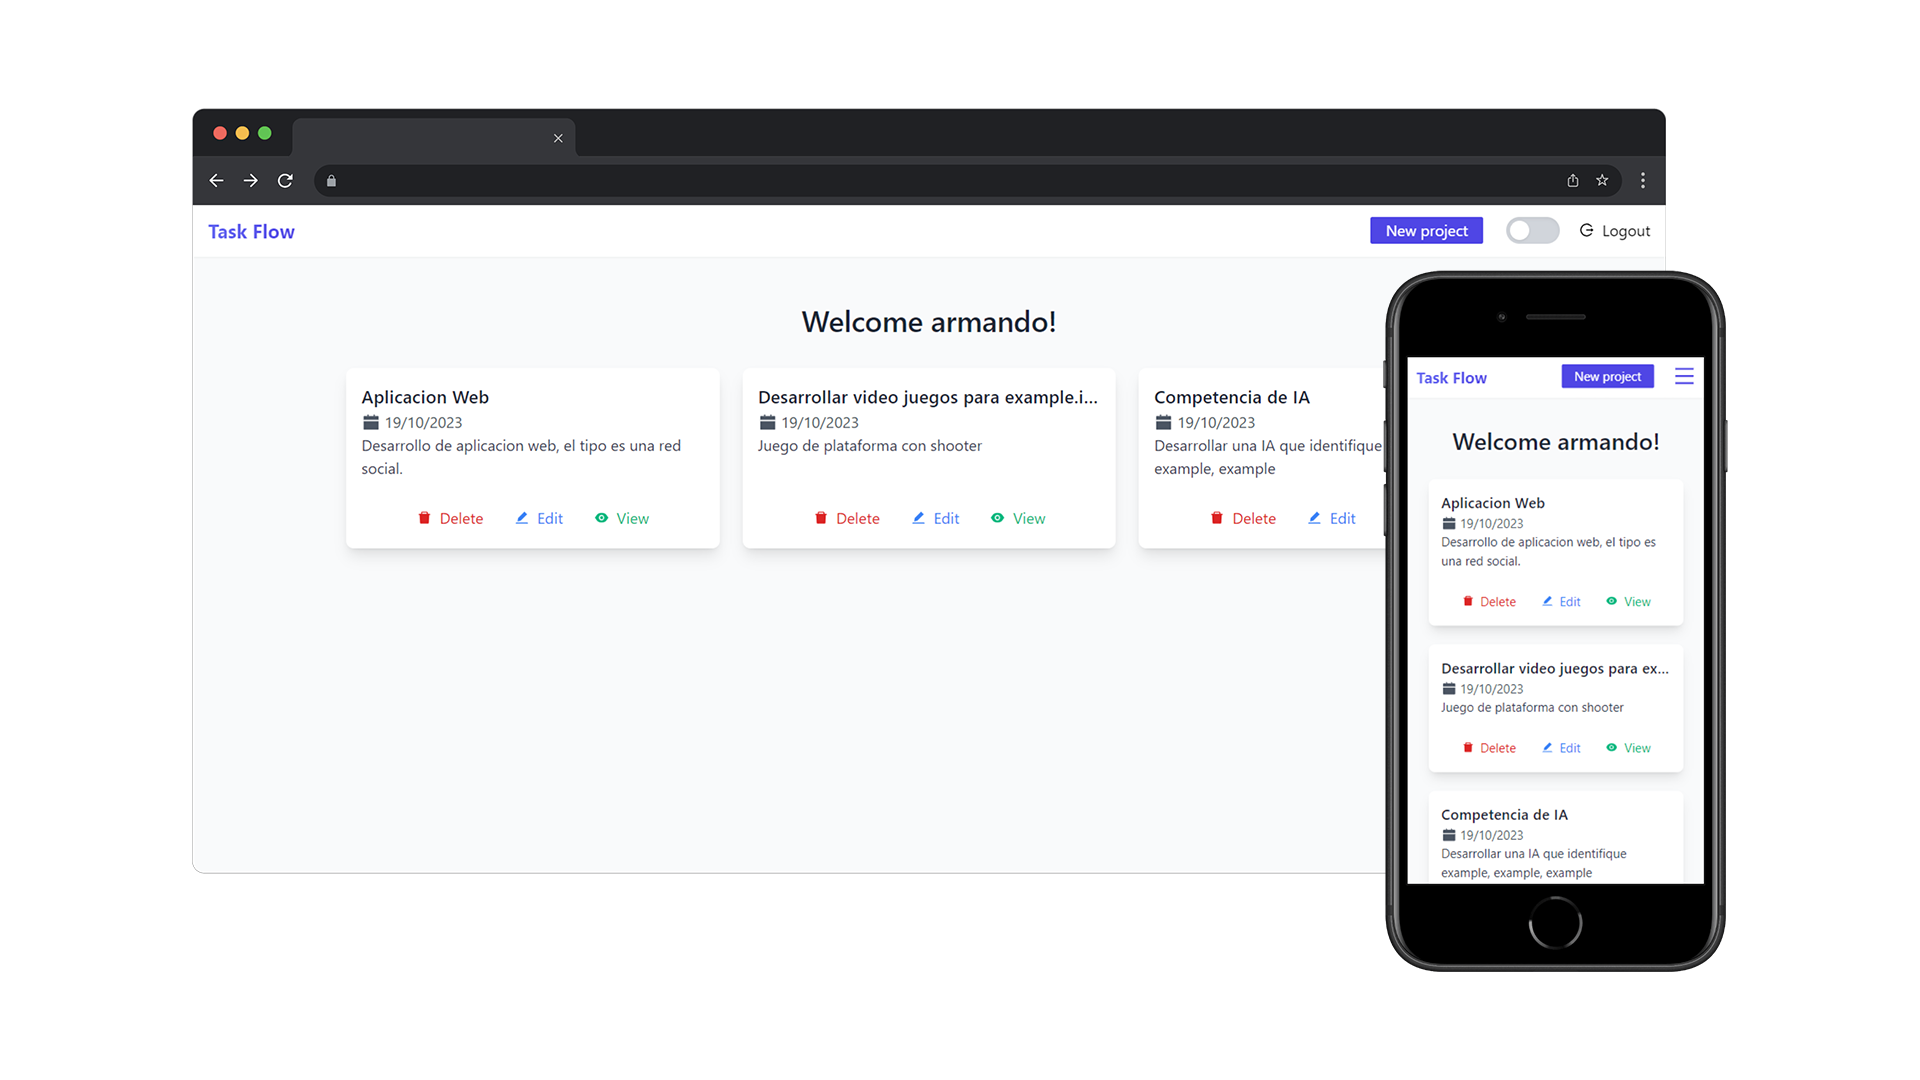 Task Flow
New project
Logout
Welcome armando!
Aplicacion Web
19/10/2023
Desarrollo de aplicacion web, el tipo es una red
social.
Delete Edit View
Desarrollar video juegos para example.i...
19/10/2023
Juego de plataforma con shooter
Delete Edit View
Competencia de IA
19/10/2023
Desarrollar una IA que identifique
example, example
Delete Edit
Task Flow
New project
Welcome armando!
Aplicacion Web
19/10/2023
Desarrollo de aplicacion web, el tipo es
una red social.
Delete Edit View
Desarrollar video juegos para ex...
19/10/2023
Juego de plataforma con shooter
Delete Edit View
Competencia de IA
19/10/2023
Desarrollar una IA que identifique
example, example, example